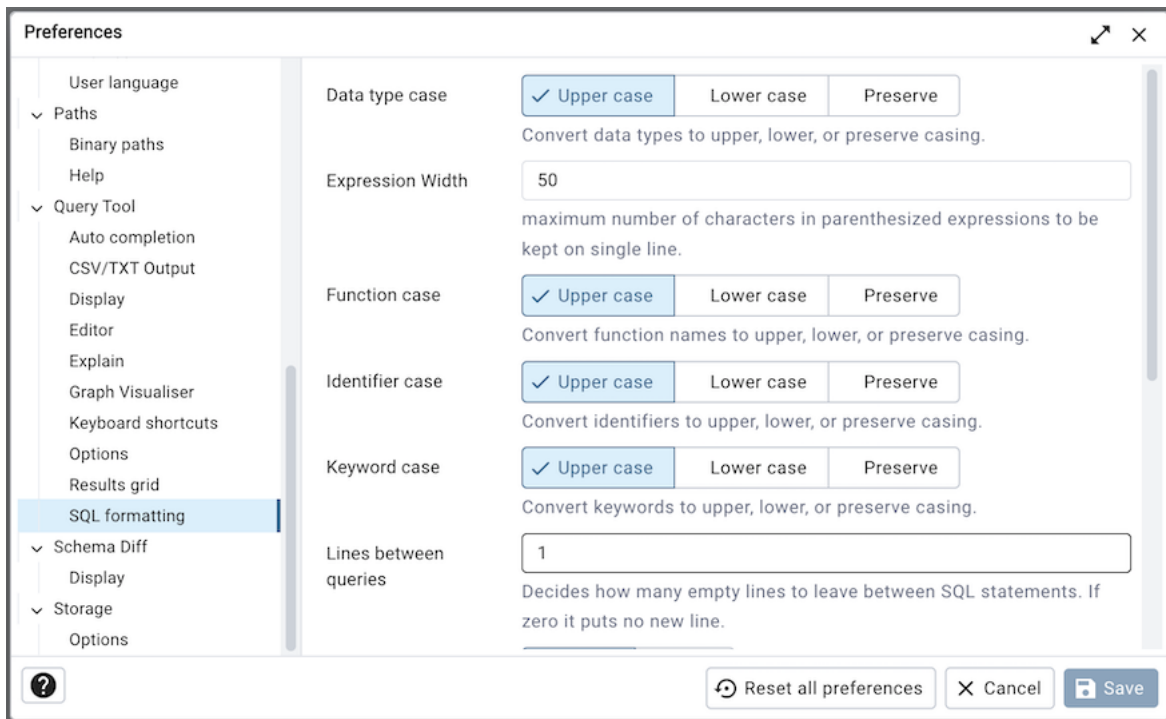 Preferences
User language
Paths
Binary paths
Help
Query Tool
Auto completion
CSV/TXT Output
Display
Editor
Explain
Graph Visualiser
Keyboard shortcuts
Options
Results grid
SQL formatting
Schema Diff
Display
Storage
Options
Data type case
Upper case Lower case Preserve
Convert data types to upper, lower, or preserve casing.
Expression Width
50
maximum number of characters in parenthesized expressions to be
kept on single line.
Function case
Upper case Lower case Preserve
Convert function names to upper, lower, or preserve casing.
Identifier case
Upper case Lower case Preserve
Convert identifiers to upper, lower, or preserve casing.
Keyword case
Upper case Lower case Preserve
Convert keywords to upper, lower, or preserve casing.
Lines between
queries
1
Decides how many empty lines to leave between SQL statements. If
zero it puts no new line.
?
Reset all preferences Cancel Save